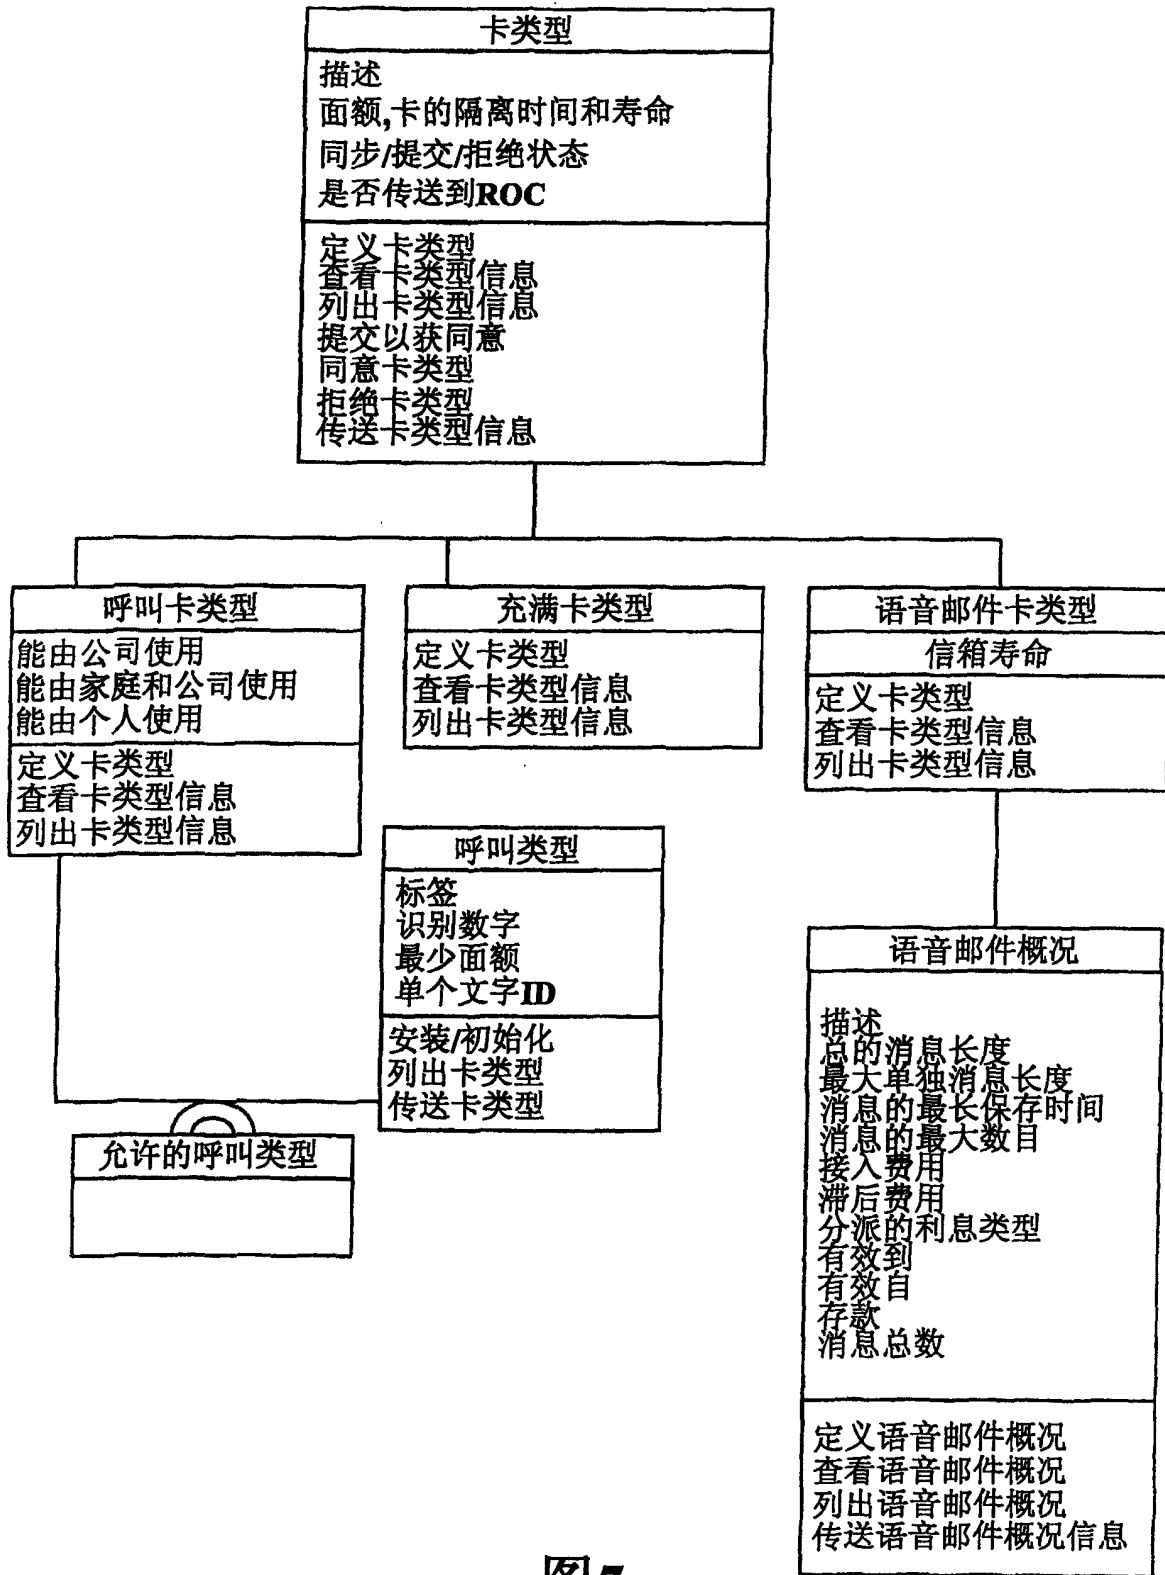 卡类型
描述
面额,卡的隔离时间和寿命
同步/提交/拒绝状态
是否传送到ROC
定义卡类型
查看卡类型信息
列出卡类型信息
提交以获同意
同意卡类型
拒绝卡类型
传送卡类型信息
呼叫卡类型
能由公司使用
能由家庭和公司使用
能由个人使用
定义卡类型
查看卡类型信息
列出卡类型信息
充满卡类型
定义卡类型
查看卡类型信息
列出卡类型信息
语音邮件卡类型
信箱寿命
定义卡类型
查看卡类型信息
列出卡类型信息
呼叫类型
标签
识别数字
最少面额
单个文字ID
安装/初始化
列出卡类型
传送卡类型
允许的呼叫类型
语音邮件概况
描述
总的消息长度
最大单独消息长度
消息的最长保存时间
消息的最大数目
接入费用
滞后费用
分派的利息类型
有效到
有效自
存款
消息总数
定义语音邮件概况
查看语音邮件概况
列出语音邮件概况
传送语音邮件概况信息